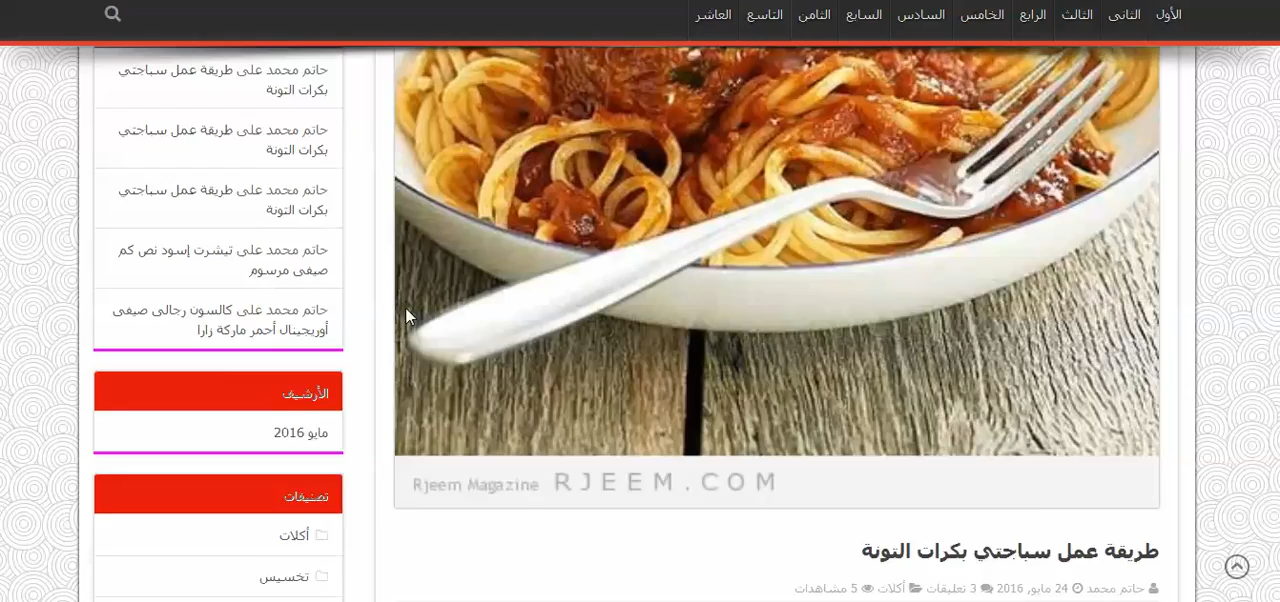 الأول الثانى الثالث الرابع الخامس السادس السابع الثامن التاسع العاشر
حاتم محمد على طريقة عمل سباجتي
بكرات التونة
حاتم محمد على طريقة عمل سباجتي
بكرات التونة
حاتم محمد على طريقة عمل سباجتي
بكرات التونة
حاتم محمد على تيشرت إسود نص كم
صيفى مرسوم
حاتم محمد على كالسون رجالى صيفى
أوريجينال أحمر ماركة زارا
الأرشيف
مايو 2016
تصنيفات
أكلات
تخسيس
Rjeem Magazine RJEEM.COM
طريقة عمل سباجتي بكرات التونة
حاتم محمد 24 مايو, 2016 3 تعليقات أكلات 5 مشاهدات